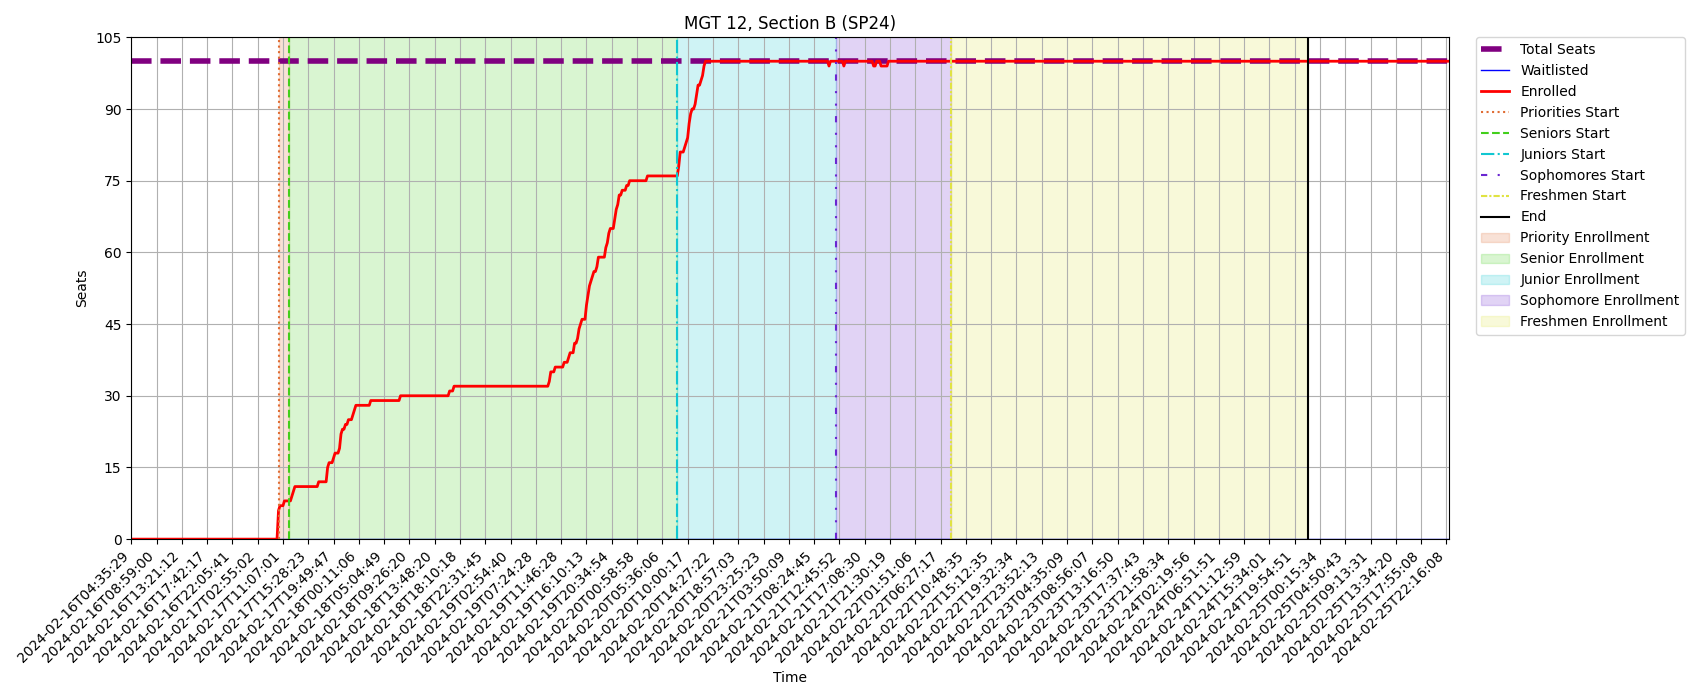 MGT 12, Section B (SP24)
105
90
75
60
45
30
15
0
Seats
2024-02-16T04:35:29
2024-02-16T08:59:00
2024-02-16T13:21:12
2024-02-16T17:42:17
2024-02-16T22:05:41
2024-02-17T02:55:02
2024-02-17T11:07:01
2024-02-17T15:28:23
2024-02-17T19:49:47
2024-02-18T00:11:06
2024-02-18T05:04:49
2024-02-18T09:26:20
2024-02-18T13:48:20
2024-02-18T18:10:18
2024-02-18T22:31:45
2024-02-19T02:54:40
2024-02-19T07:24:28
2024-02-19T11:46:28
2024-02-19T16:10:13
2024-02-19T20:34:54
2024-02-20T00:58:58
2024-02-20T05:36:06
2024-02-20T10:00:17
2024-02-20T14:27:22
2024-02-20T18:57:03
2024-02-20T23:25:23
2024-02-21T03:50:09
2024-02-21T08:24:45
2024-02-21T12:45:52
2024-02-21T17:08:30
2024-02-21T21:30:19
2024-02-22T01:51:06
2024-02-22T06:27:17
2024-02-22T10:48:35
2024-02-22T15:12:35
2024-02-22T19:32:34
2024-02-22T23:52:13
2024-02-23T04:35:09
2024-02-23T08:56:07
2024-02-23T13:16:50
2024-02-23T17:37:43
2024-02-23T21:58:34
2024-02-24T02:19:56
2024-02-24T06:51:51
2024-02-24T11:12:59
2024-02-24T15:34:01
2024-02-24T19:54:51
2024-02-25T00:15:34
2024-02-25T04:50:43
2024-02-25T09:13:31
2024-02-25T13:34:20
2024-02-25T17:55:08
2024-02-25T22:16:08
Time
Total Seats
Waitlisted
Enrolled
Priorities Start
Seniors Start
Juniors Start
Sophomores Start
Freshmen Start
End
Priority Enrollment
Senior Enrollment
Junior Enrollment
Sophomore Enrollment
Freshmen Enrollment